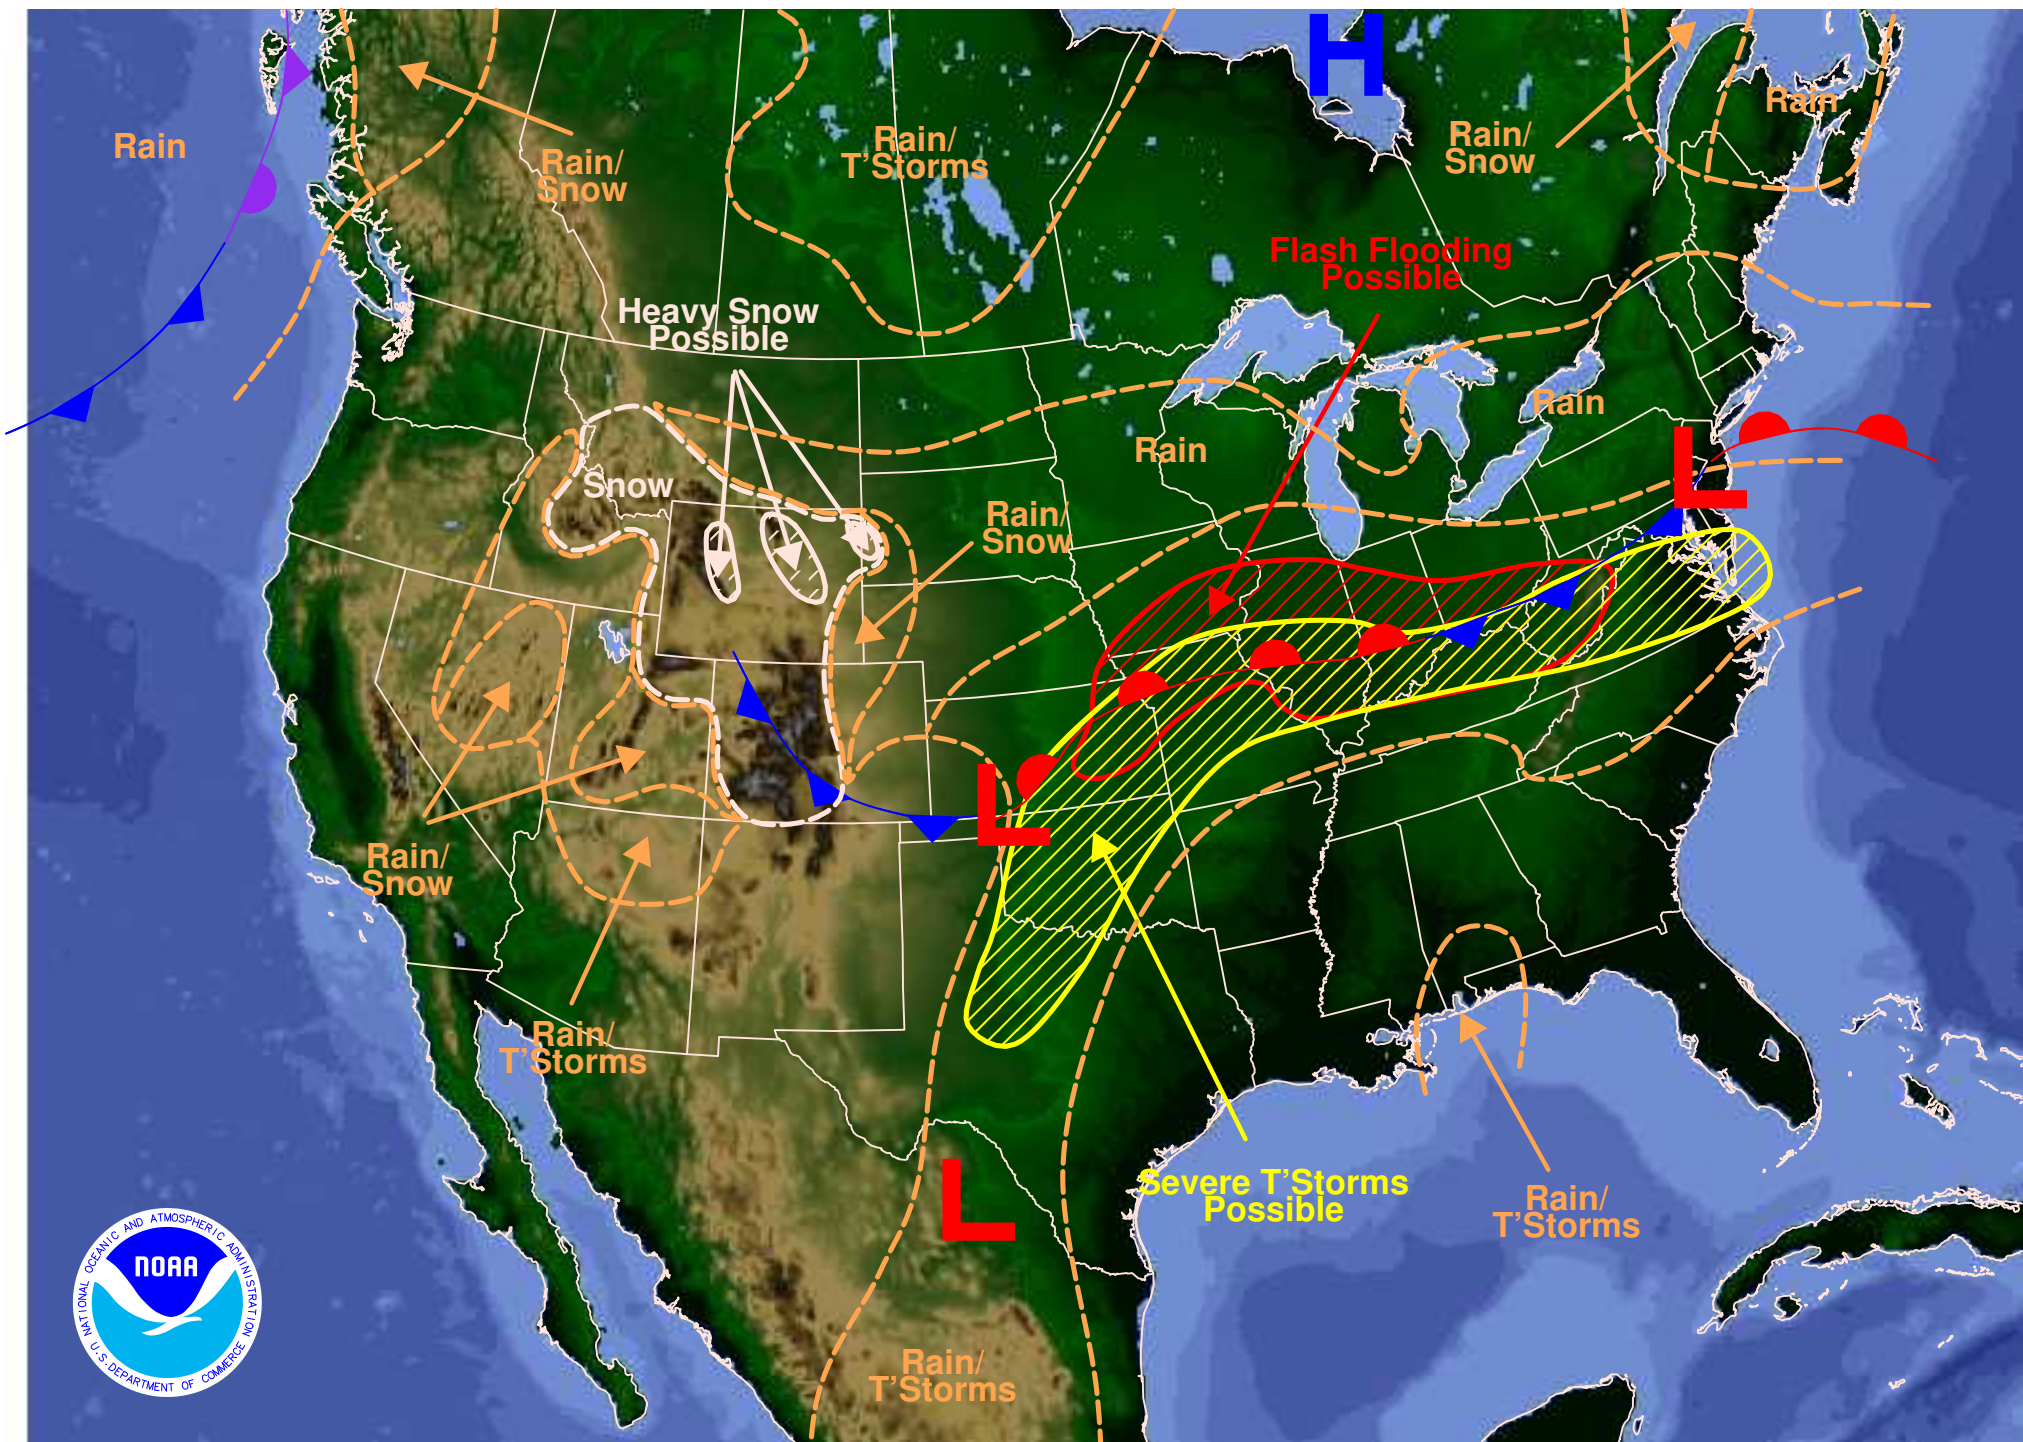 H
Rain
Rain/
Snow
Rain/
T'Storms
Rain/
Snow
Rain
Flash Flooding
Possible
Heavy Snow
Possible
Rain
Rain
Snow
L
Rain/
Snow
L
Rain/
Snow
Rain/
T'Storms
L
Severe T'Storms
Possible
Rain/
T'Storms
Rain/
T'Storms
NATIONAL OCEANIC AND ATMOSPHERIC ADMINISTRATION
NOAA
U.S. DEPARTMENT OF COMMERCE